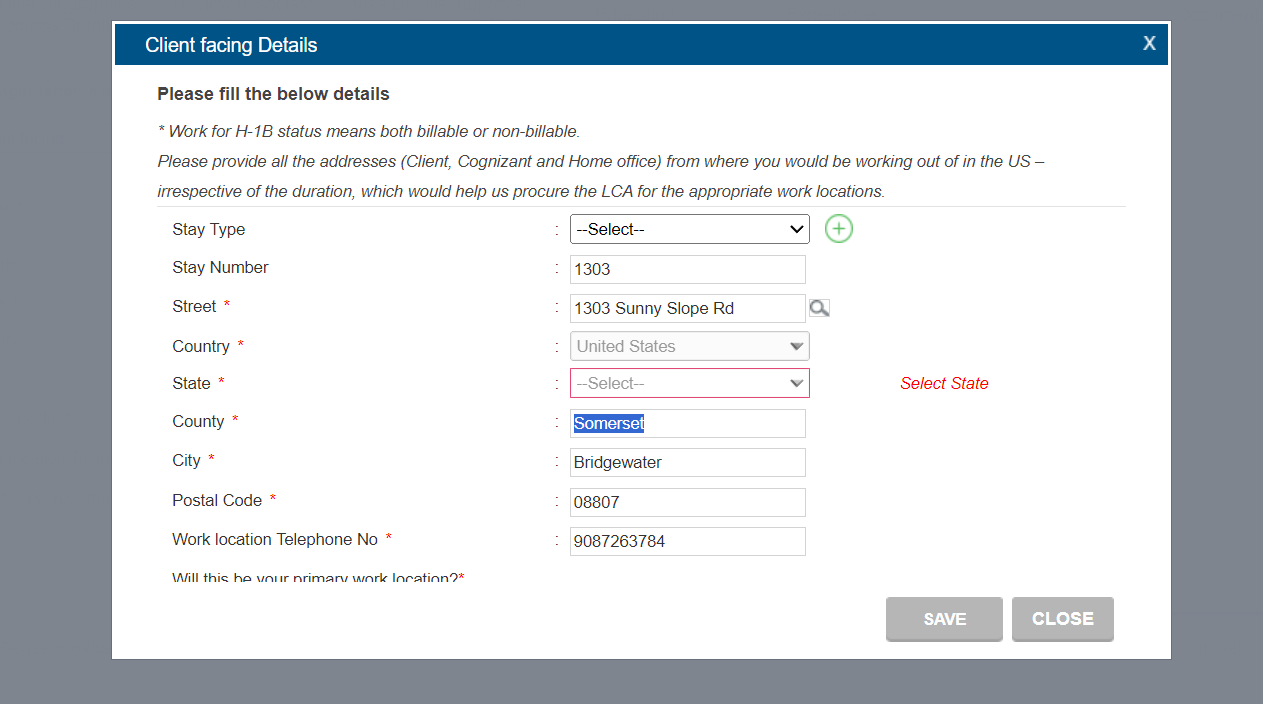 Client facing Details X
Please fill the below details
* Work for H-1B status means both billable or non-billable.
Please provide all the addresses (Client, Cognizant and Home office) from where you would be working out of in the US –
irrespective of the duration, which would help us procure the LCA for the appropriate work locations.
Stay Type : --Select--
Stay Number : 1303
Street * : 1303 Sunny Slope Rd
Country * : United States
State * : --Select-- Select State
County * : Somerset
City * : Bridgewater
Postal Code * : 08807
Work location Telephone No * : 9087263784
Will this be your primary work location?*
SAVE CLOSE